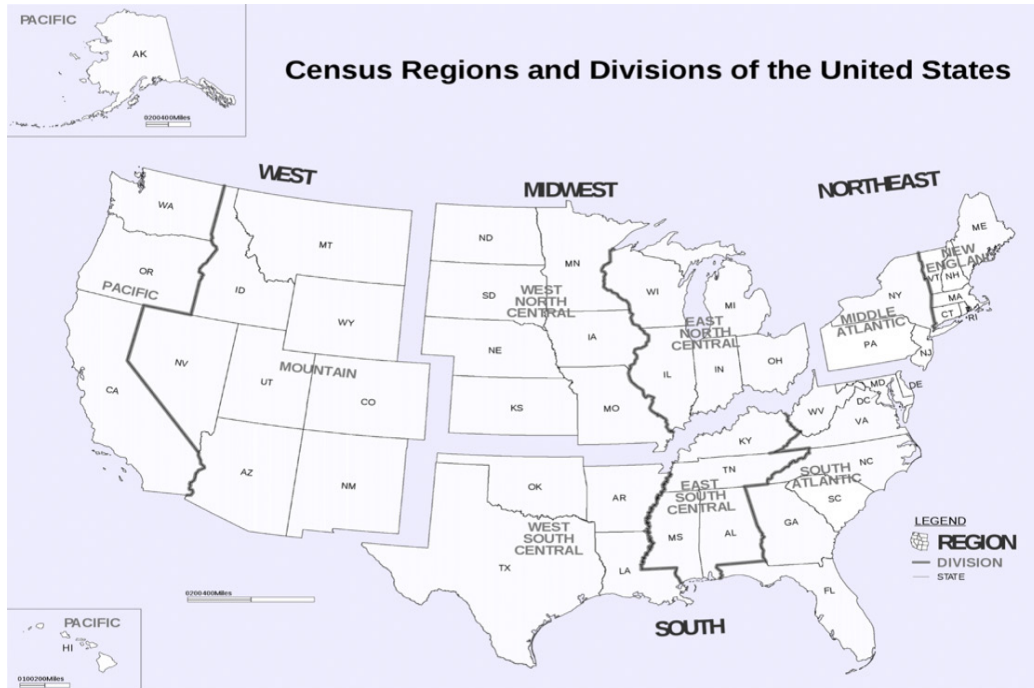 PACIFIC
AK
0200400Miles
Census Regions and Divisions of the United States
WEST
MIDWEST
NORTHEAST
WA
MT
ND
MN
ME
OR
ID
SD
WI
MI
NY
VT
NH
NEW
ENGLAND
MA
CT
RI
PACIFIC
WY
WEST
NORTH
CENTRAL
IA
EAST
NORTH
CENTRAL
MIDDLE
ATLANTIC
PA
NJ
NV
UT
MOUNTAIN
CO
NE
KS
MO
IL
IN
OH
CA
MD
DE
DC
WV
VA
KY
AZ
NM
OK
AR
TN
NC
SOUTH
ATLANTIC
SC
EAST
SOUTH
CENTRAL
MS
AL
GA
WEST
SOUTH
CENTRAL
TX
LA
FL
LEGEND
REGION
DIVISION
STATE
0200400Miles
SOUTH
PACIFIC
HI
0100200Miles